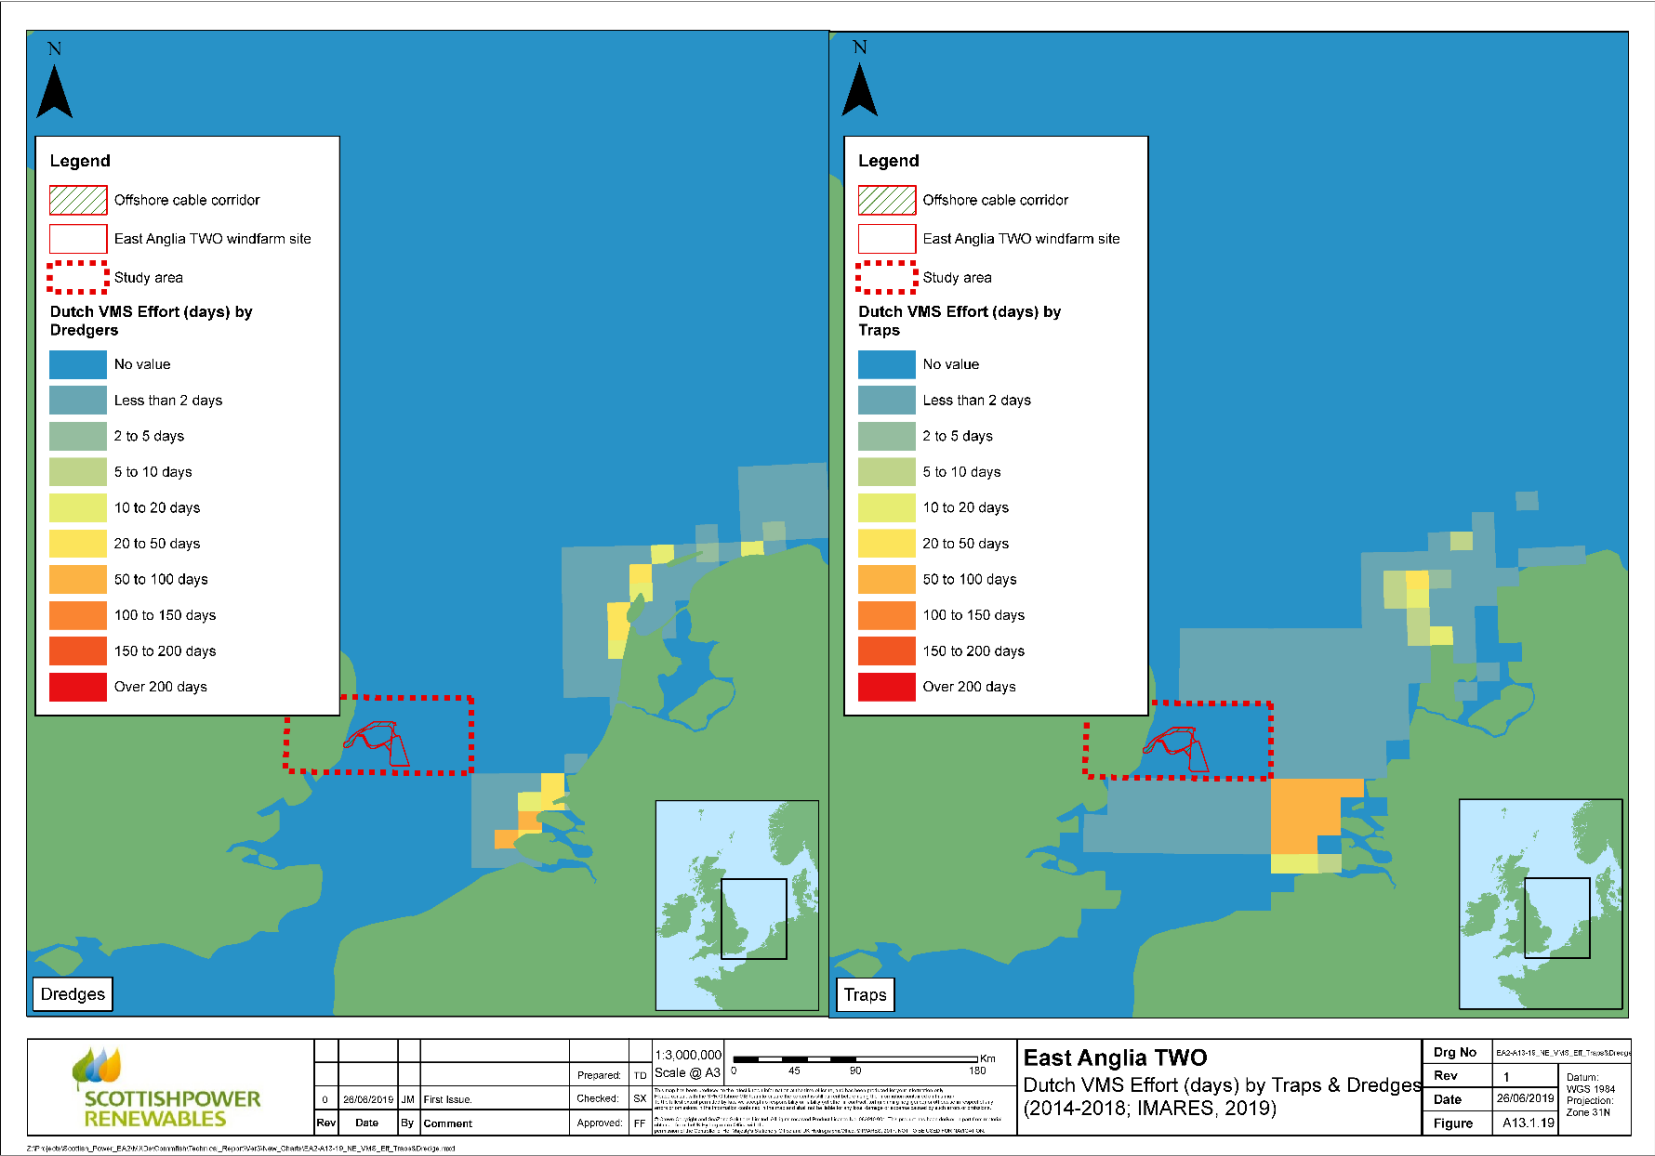 N
Legend
Offshore cable corridor
East Anglia TWO windfarm site
Study area
Dutch VMS Effort (days) by
Dredgers
No value
Less than 2 days
2 to 5 days
5 to 10 days
10 to 20 days
20 to 50 days
50 to 100 days
100 to 150 days
150 to 200 days
Over 200 days
Dredges
N
Legend
Offshore cable corridor
East Anglia TWO windfarm site
Study area
Dutch VMS Effort (days) by
Traps
No value
Less than 2 days
2 to 5 days
5 to 10 days
10 to 20 days
20 to 50 days
50 to 100 days
100 to 150 days
150 to 200 days
Over 200 days
Traps
SCOTTISHPOWER
RENEWABLES
0 26/06/2019 JM First Issue.
Rev Date By Comment
Prepared: TD
Checked: SX
Approved: FF
1:3,000,000
Scale @ A3
0 45 90 180 Km
East Anglia TWO
Dutch VMS Effort (days) by Traps & Dredges
(2014-2018; IMARES, 2019)
Drg No
Rev 1
Date 26/06/2019
Figure A13.1.19
Datum:
WGS 1984
Projection:
Zone 31N